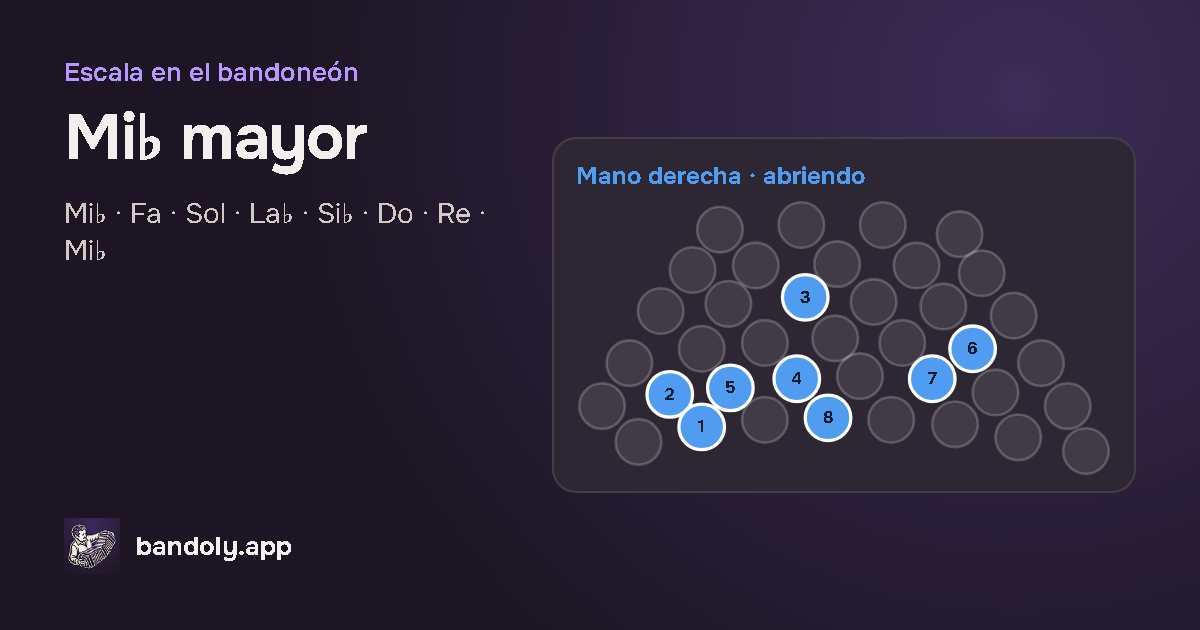 Escala en el bandoneón
Mi♭ mayor
Mi♭ · Fa · Sol · La♭ · Si♭ · Do · Re ·
Mi♭
Mano derecha · abriendo
3
6
2
5
4
7
1
8
bandoly.app